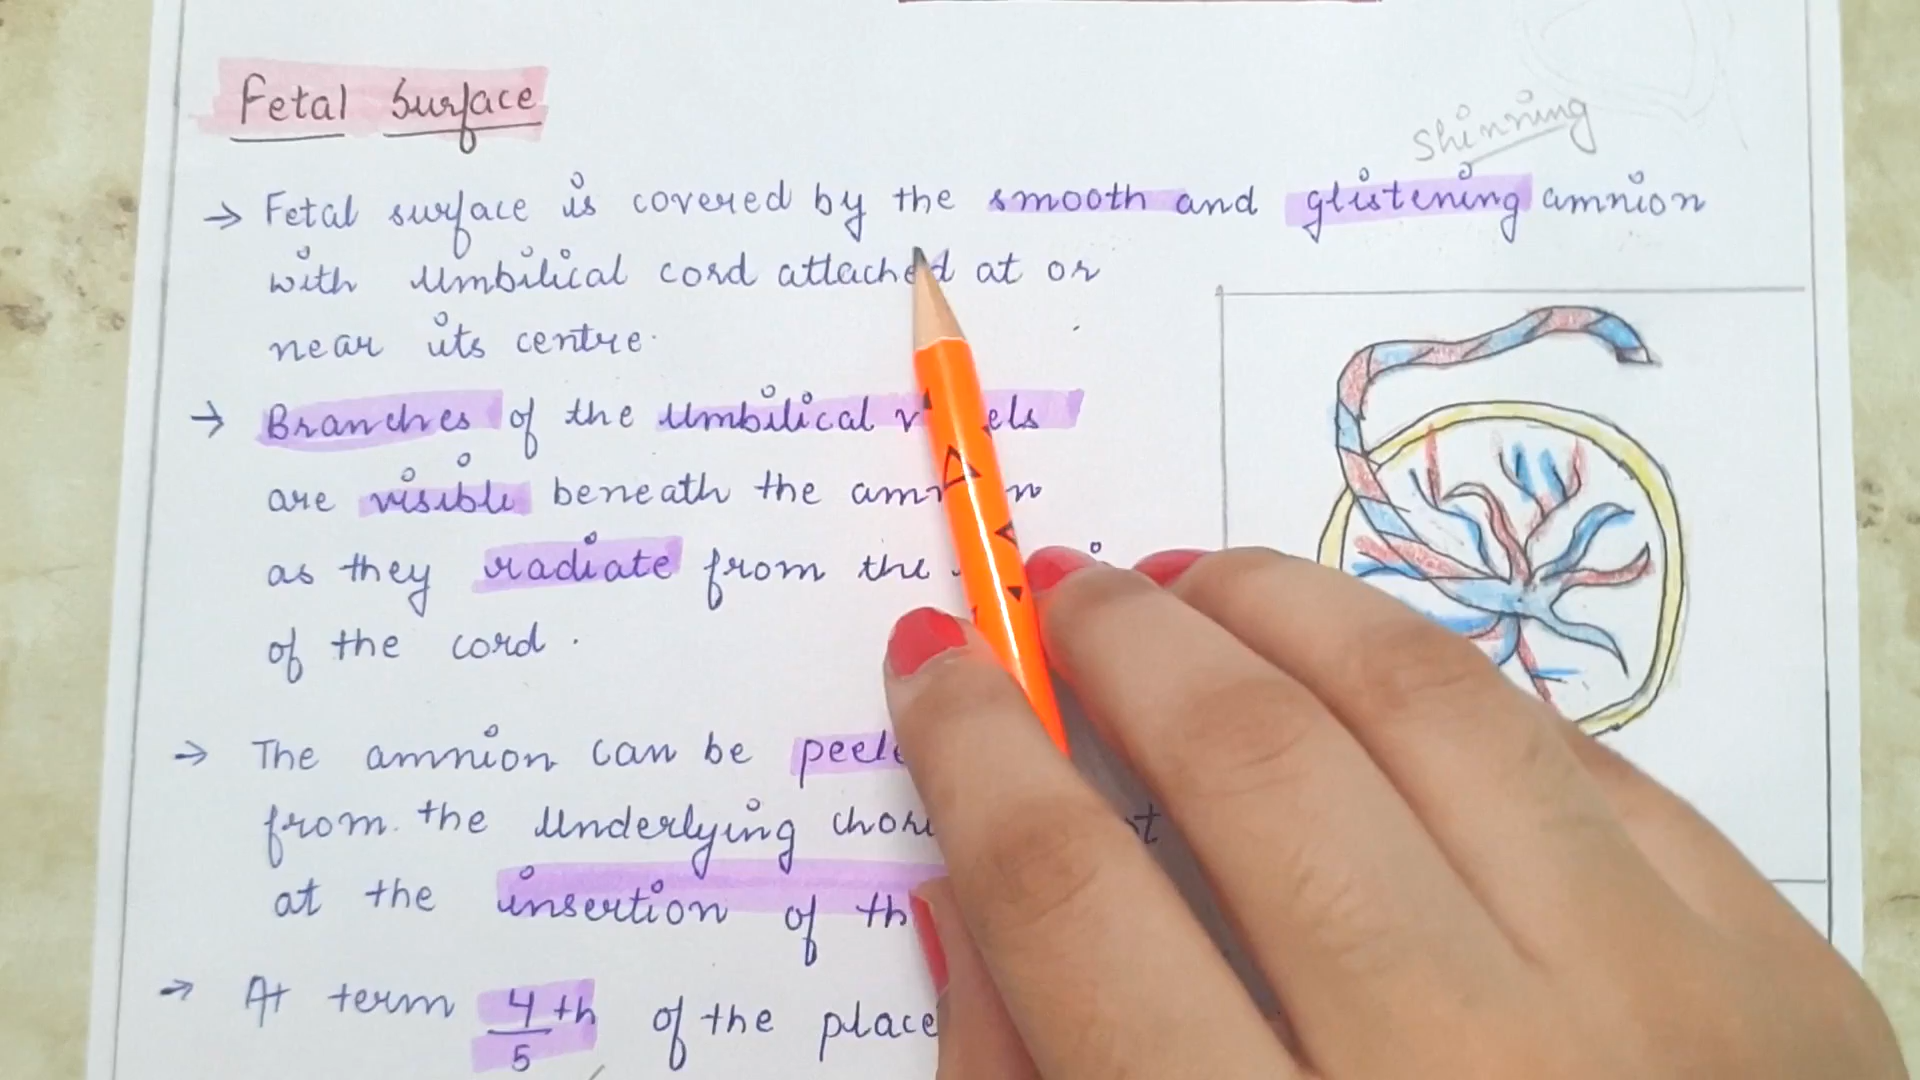 Fetal Surface
Shinning
→ Fetal surface is covered by the smooth and glistening amnion
with umbilical cord attached at or
near its centre.
→ Branches of the umbilical
are visible beneath the
as they radiate from the
of the cord.
→ The amnion can be
from the underlying
at the insertion of
→ At term 4/5 th of the